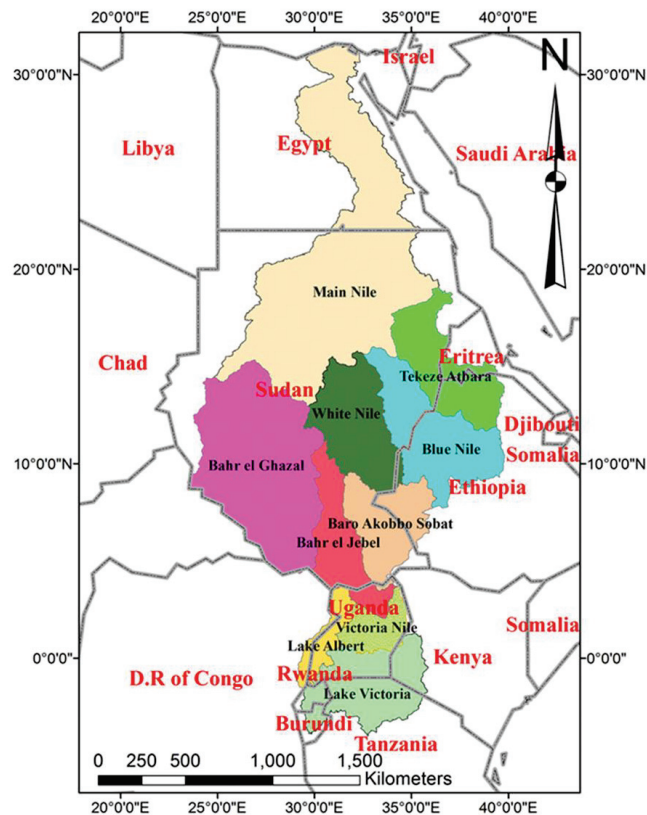 20°0'0"E 25°0'0"E 30°0'0"E 35°0'0"E 40°0'0"E
Israel
N
30°0'0"N
30°0'0"N
Libya
Egypt
Saudi Arabia
20°0'0"N
20°0'0"N
Main Nile
Chad
Eritrea
Tekeze Atbara
Sudan
White Nile
Djibouti
Blue Nile
Somalia
Bahr el Ghazal
10°0'0"N
10°0'0"N
Ethiopia
Baro Akobbo Sobat
Bahr el Jebel
Uganda
Victoria Nile
Somalia
Lake Albert
Kenya
0°0'0"N
0°0'0"N
D.R of Congo
Rwanda
Lake Victoria
Burundi
Tanzania
0 250 500 1,000 1,500
Kilometers
20°0'0"E 25°0'0"E 30°0'0"E 35°0'0"E 40°0'0"E